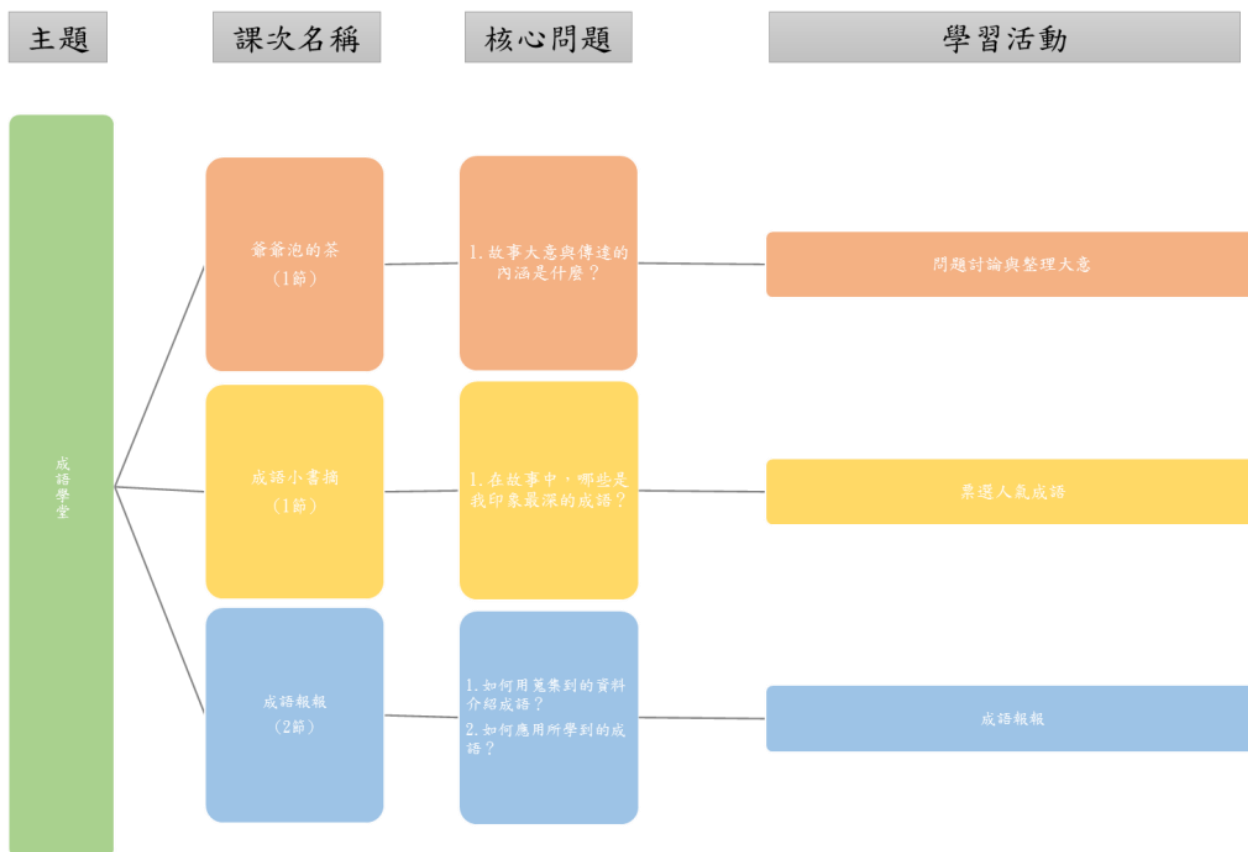 主題
課次名稱
核心問題
學習活動
成語學堂
爺爺泡的茶
(1節)
1.故事大意與傳達的
內涵是什麼？
問題討論與整理大意
成語小書摘
(1節)
1.在故事中，哪些是
我印象最深的成語？
票選人氣成語
成語報報
(2節)
1.如何用蒐集到的資料
介紹成語？
2.如何應用所學到的成
語？
成語報報